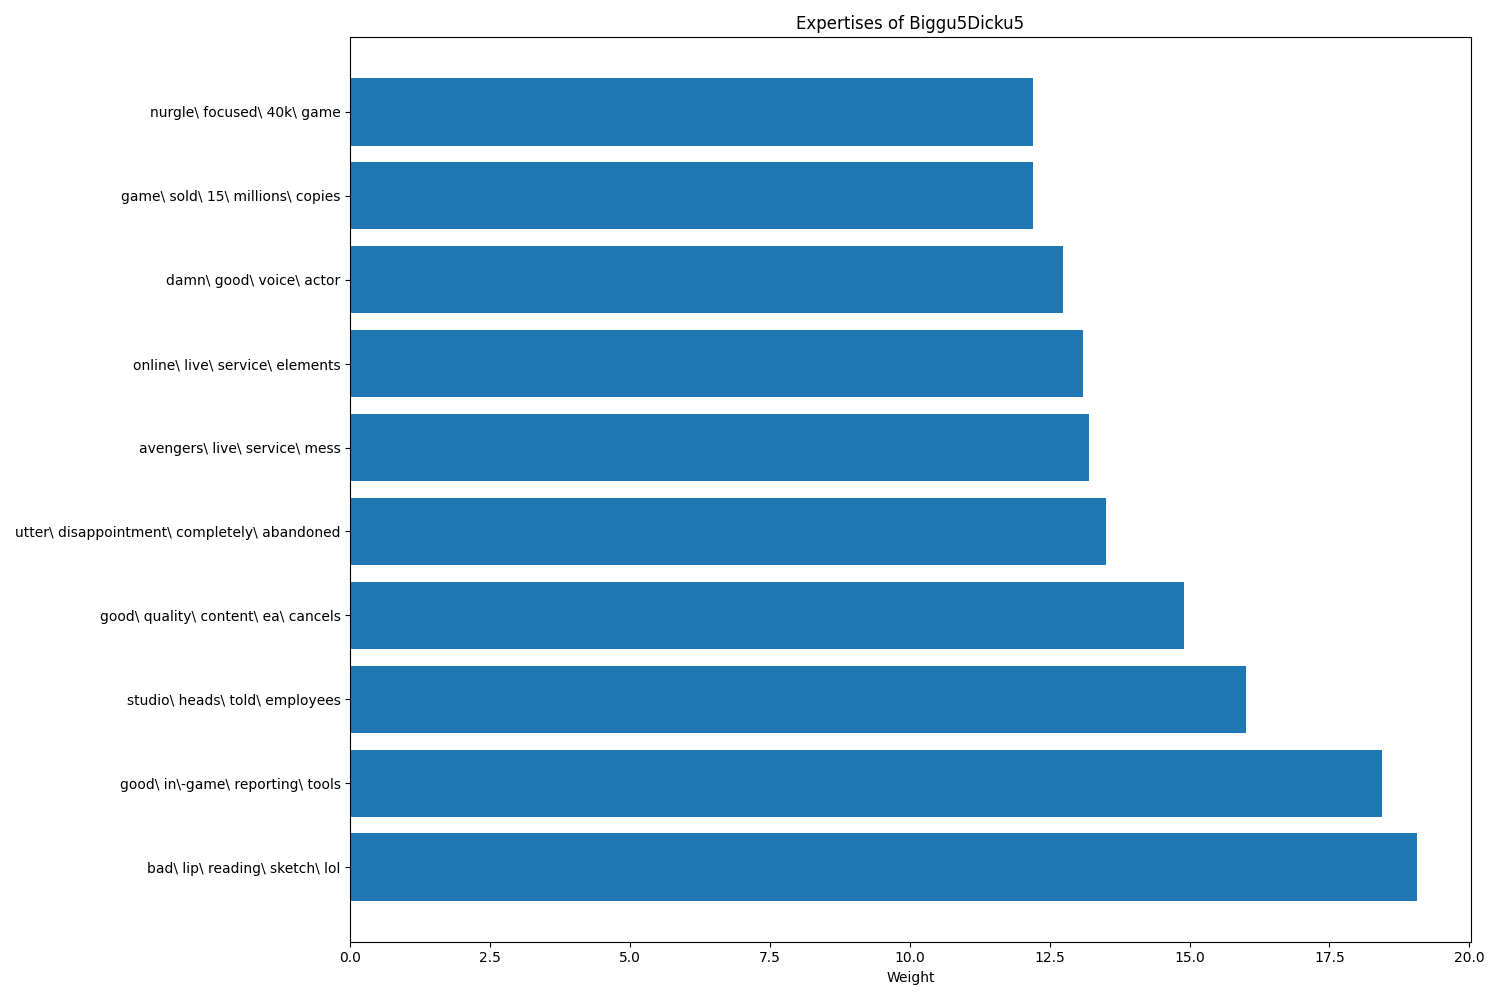 Expertises of Biggu5Dicku5
nurgle\ focused\ 40k\ game
game\ sold\ 15\ millions\ copies
damn\ good\ voice\ actor
online\ live\ service\ elements
avengers\ live\ service\ mess
utter\ disappointment\ completely\ abandoned
good\ quality\ content\ ea\ cancels
studio\ heads\ told\ employees
good\ in\-game\ reporting\ tools
bad\ lip\ reading\ sketch\ lol
0.0 2.5 5.0 7.5 10.0 12.5 15.0 17.5 20.0
Weight